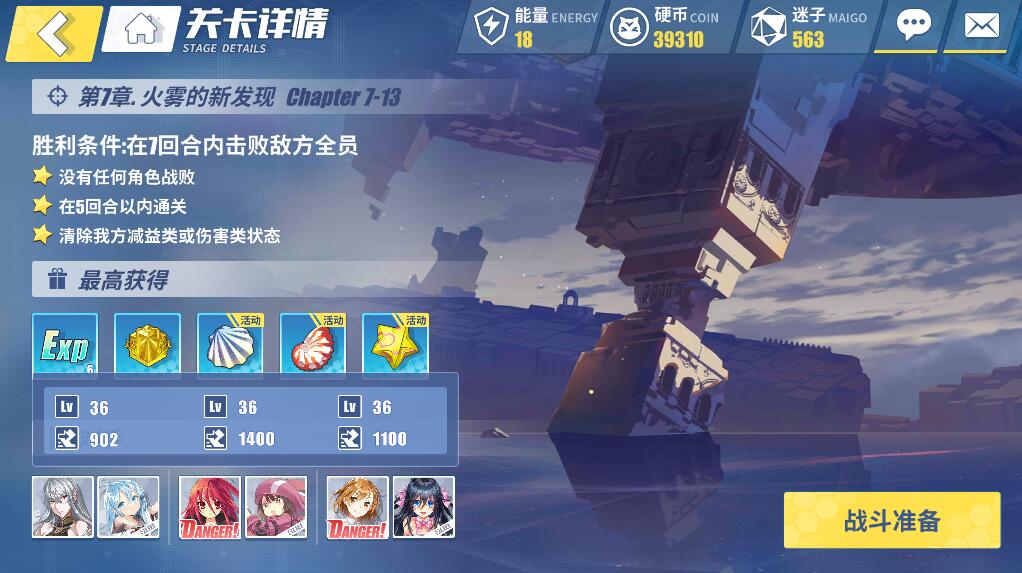 关卡详情
STAGE DETAILS
能量 ENERGY
18
硬币 COIN
39310
迷子 MAIGO
563
第7章. 火雾的新发现 Chapter 7-13
胜利条件:在7回合内击败敌方全员
没有任何角色战败
在5回合以内通关
清除我方减益类或伤害类状态
最高获得
Exp
6
活动
活动
活动
Lv 36
Lv 36
Lv 36
902
1400
1100
DANGER!
DANGER!
战斗准备